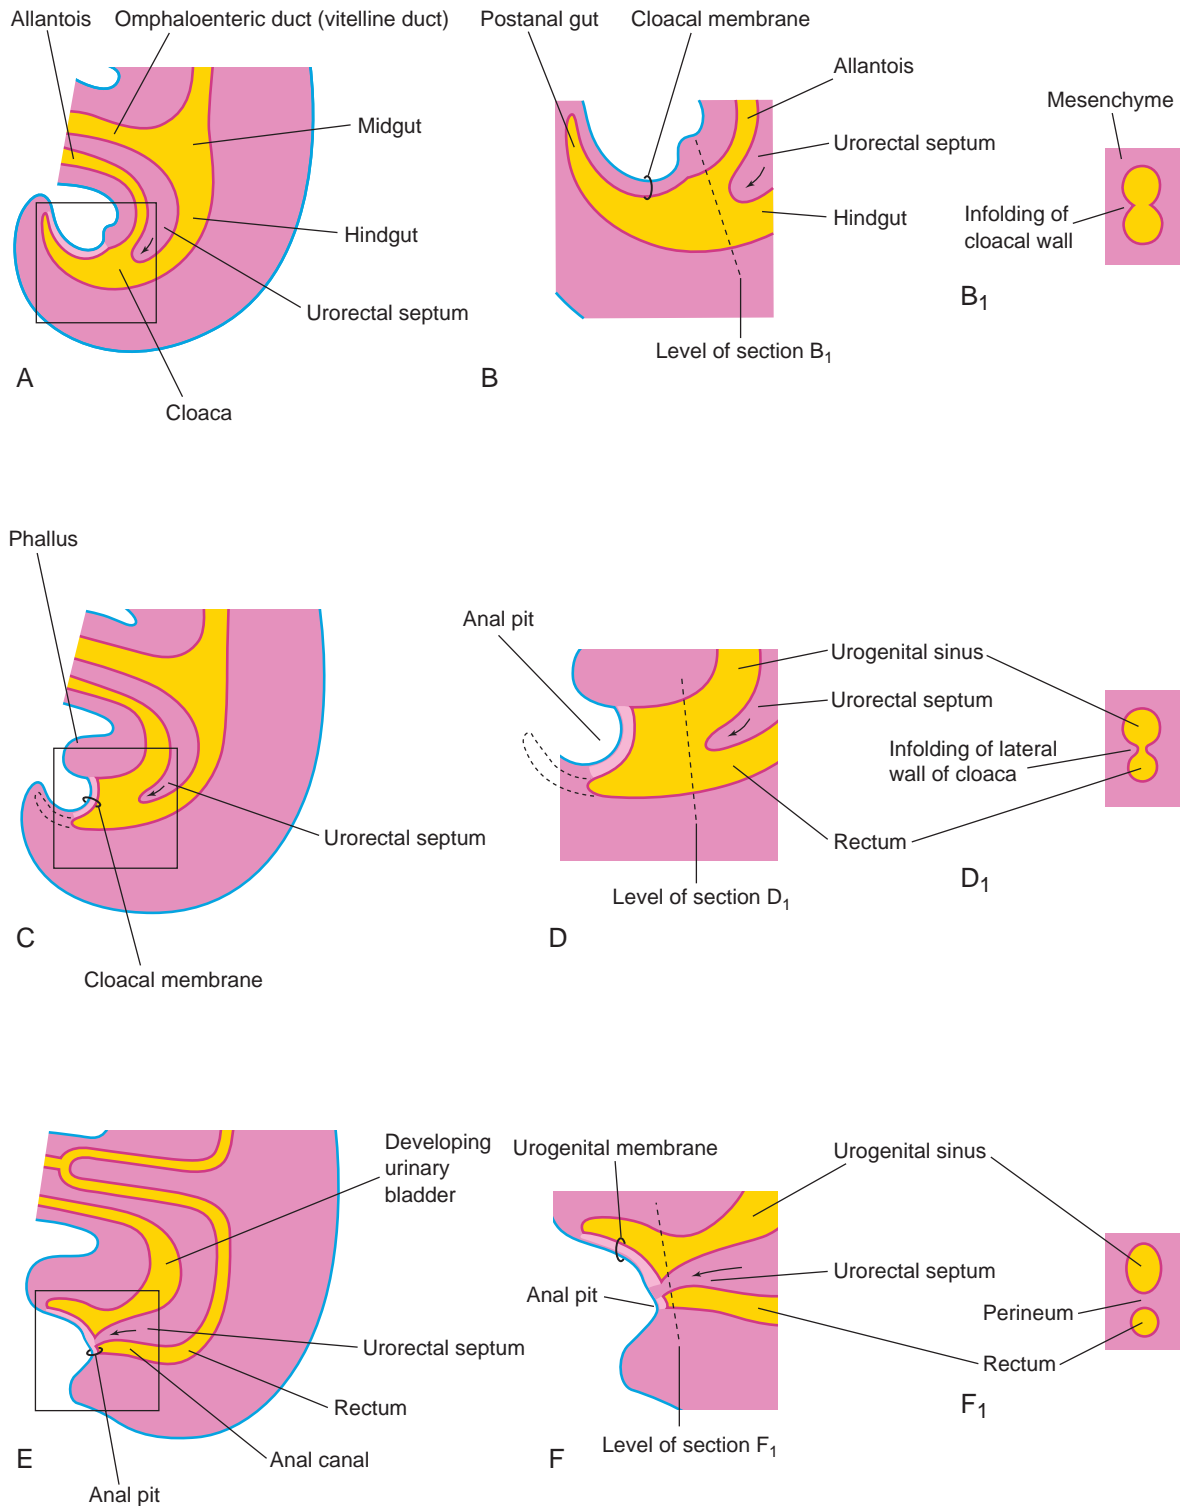 Allantois
Omphaloenteric duct (vitelline duct)
Midgut
Hindgut
Urorectal septum
Cloaca
A
Postanal gut
Cloacal membrane
Allantois
Urorectal septum
Hindgut
Level of section B1
B
Mesenchyme
Infolding of
cloacal wall
B1
Phallus
Urorectal septum
Cloacal membrane
C
Anal pit
Urogenital sinus
Urorectal septum
Infolding of lateral
wall of cloaca
Rectum
Level of section D1
D
D1
Developing
urinary
bladder
Urorectal septum
Rectum
Anal canal
Anal pit
E
Urogenital membrane
Urogenital sinus
Anal pit
Urorectal septum
Perineum
Rectum
Level of section F1
F
F1